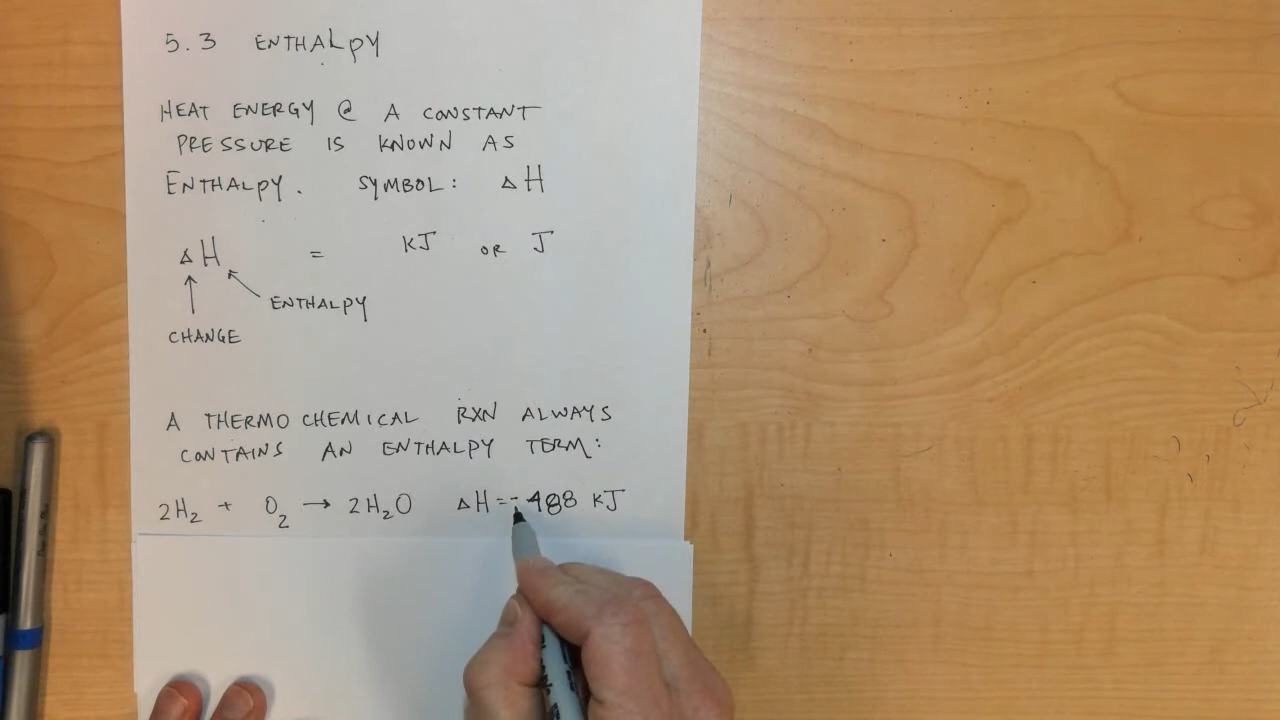 5.3 ENTHALPY
HEAT ENERGY @ A CONSTANT
PRESSURE IS KNOWN AS
ENTHALPY. SYMBOL: ΔH
ΔH = KJ OR J
ENTHALPY
CHANGE
A THERMOCHEMICAL RXN ALWAYS
CONTAINS AN ENTHALPY TERM:
2H₂ + O₂ → 2H₂O ΔH = -488 KJ